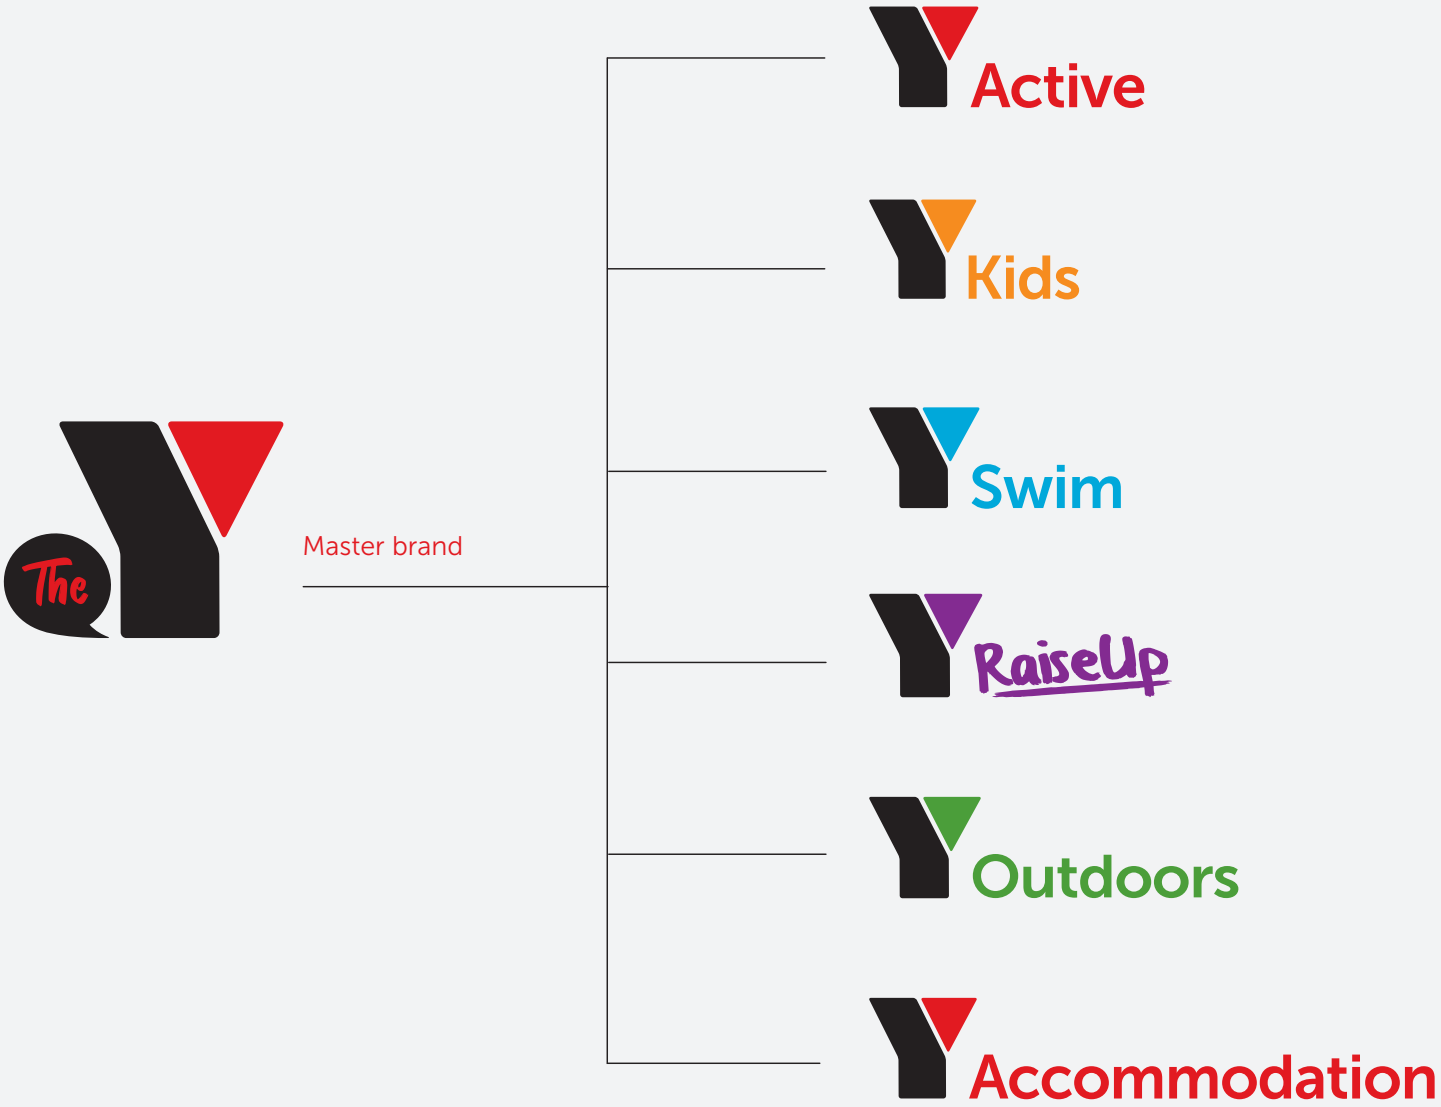 The Y
Master brand
Y Active
Y Kids
Y Swim
Y RaiseUp
Y Outdoors
Y Accommodation